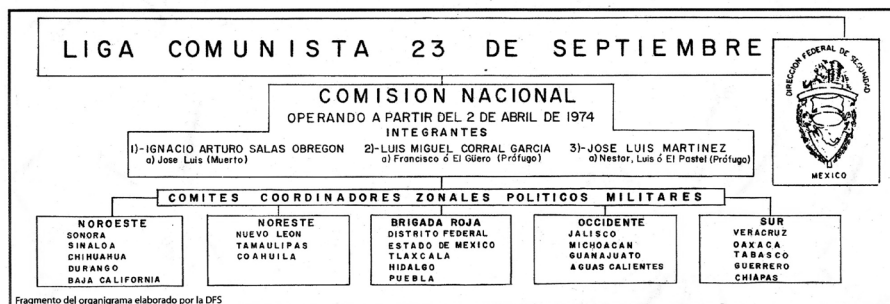 LIGA COMUNISTA 23 DE SEPTIEMBRE
DIRECCION FEDERAL DE SEGURIDAD
MEXICO
COMISION NACIONAL
OPERANDO A PARTIR DEL 2 DE ABRIL DE 1974
INTEGRANTES
1)-IGNACIO ARTURO SALAS OBREGON
a) Jose Luis (Muerto)
2)-LUIS MIGUEL CORRAL GARCIA
a) Francisco ó El Güero (Prófugo)
3)-JOSE LUIS MARTINEZ
a) Nestor, Luis ó El Pastel (Prófugo)
COMITES COORDINADORES ZONALES POLITICOS MILITARES
NOROESTE
SONORA
SINALOA
CHIHUAHUA
DURANGO
BAJA CALIFORNIA
NORESTE
NUEVO LEON
TAMAULIPAS
COAHUILA
BRIGADA ROJA
DISTRITO FEDERAL
ESTADO DE MEXICO
TLAXCALA
HIDALGO
PUEBLA
OCCIDENTE
JALISCO
MICHOACAN
GUANAJUATO
AGUAS CALIENTES
SUR
VERACRUZ
OAXACA
TABASCO
GUERRERO
CHIAPAS
Fragmento del organigrama elaborado por la DFS